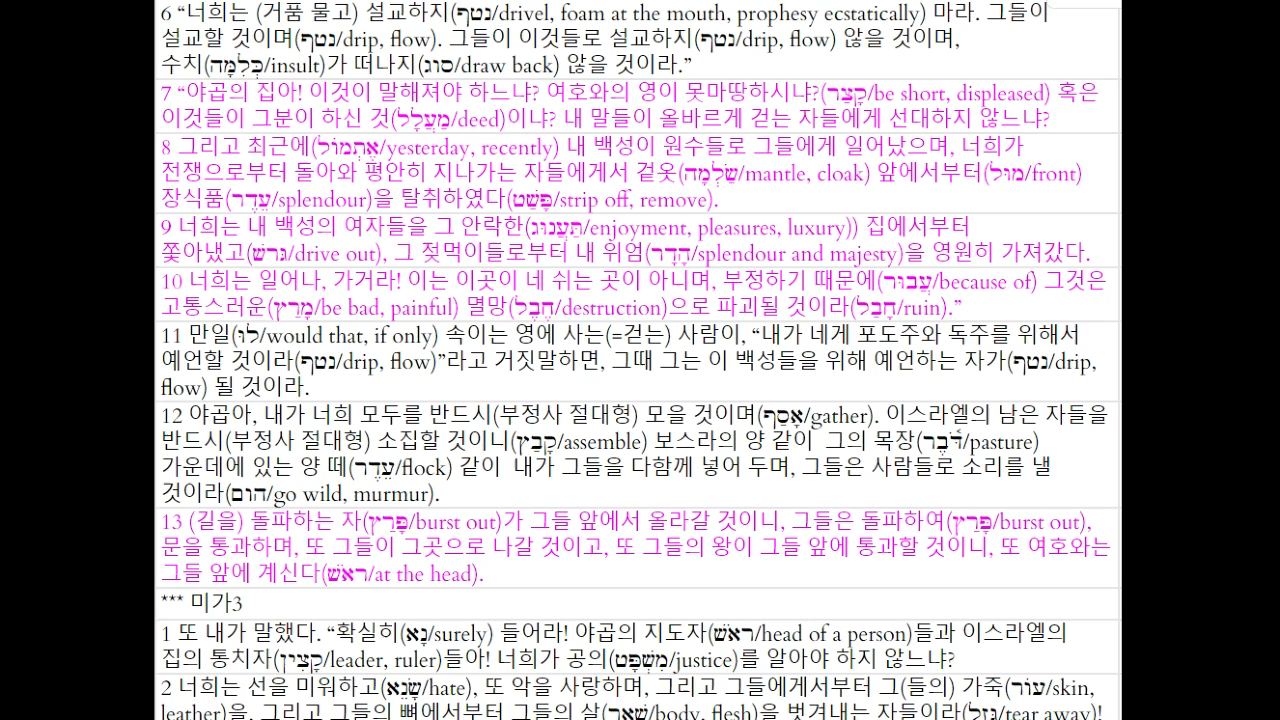 6 “너희는 (거품 물고) 설교하지(נטף/drivel, foam at the mouth, prophesy ecstatically) 마라. 그들이
설교할 것이며(נטף/drip, flow). 그들이 이것들로 설교하지(נטף/drip, flow) 않을 것이며,
수치(כְּלִמָּה/insult)가 떠나지(סוג/draw back) 않을 것이라.”
7 “야곱의 집아! 이것이 말해져야 하느냐? 여호와의 영이 못마땅하시냐?(קָצַר/be short, displeased) 혹은
이것들이 그분이 하신 것(מַעֲלָל/deed)이냐? 내 말들이 올바르게 걷는 자들에게 선대하지 않느냐?
8 그리고 최근에(אֶתְמוֹל/yesterday, recently) 내 백성이 원수들로 그들에게 일어났으며, 너희가
전쟁으로부터 돌아와 평안히 지나가는 자들에게서 겉옷(שַׂלְמָה/mantle, cloak) 앞에서부터(מוּל/front)
장식품(עֵדֶר/splendour)을 탈취하였다(פָּשַׁט/strip off, remove).
9 너희는 내 백성의 여자들을 그 안락한(תַּעֲנוּג/enjoyment, pleasures, luxury)) 집에서부터
쫓아냈고(גרשׁ/drive out), 그 젖먹이들로부터 내 위엄(הָדָר/splendour and majesty)을 영원히 가져갔다.
10 너희는 일어나, 가거라! 이는 이곳이 네 쉬는 곳이 아니며, 부정하기 때문에(עֲבוּר/because of) 그것은
고통스러운(מָרַץ/be bad, painful) 멸망(חֶבֶל/destruction)으로 파괴될 것이라(חָבַל/ruin).”
11 만일(לוּ/would that, if only) 속이는 영에 사는(=걷는) 사람이, “내가 네게 포도주와 독주를 위해서
예언할 것이라(נטף/drip, flow)”라고 거짓말하면, 그때 그는 이 백성들을 위해 예언하는 자가(נטף/drip,
flow) 될 것이라.
12 야곱아, 내가 너희 모두를 반드시(부정사 절대형) 모을 것이며(אָסַף/gather). 이스라엘의 남은 자들을
반드시(부정사 절대형) 소집할 것이니(קָבַץ/assemble) 보스라의 양 같이 그의 목장(דֹּבֶר/pasture)
가운데에 있는 양 떼(עֵדֶר/flock) 같이 내가 그들을 다함께 넣어 두며, 그들은 사람들로 소리를 낼
것이라(הום/go wild, murmur).
13 (길을) 돌파하는 자(פָּרַץ/burst out)가 그들 앞에서 올라갈 것이니, 그들은 돌파하여(פָּרַץ/burst out),
문을 통과하며, 또 그들이 그곳으로 나갈 것이고, 또 그들의 왕이 그들 앞에 통과할 것이니, 또 여호와는
그들 앞에 계신다(ראשׁ/at the head).
*** 미가3
1 또 내가 말했다. “확실히(נָא/surely) 들어라! 야곱의 지도자(ראשׁ/head of a person)들과 이스라엘의
집의 통치자(קָצִין/leader, ruler)들아! 너희가 공의(מִשְׁפָּט/justice)를 알아야 하지 않느냐?
2 너희는 선을 미워하고(שָׂנֵא/hate), 또 악을 사랑하며, 그리고 그들에게서부터 그(들의) 가죽(עוֹר/skin,
leather)을, 그리고 그들의 뼈에서부터 그들의 살(שְׁאֵר/body, flesh)을 벗겨내는 자들이라(גזל/tear away)!